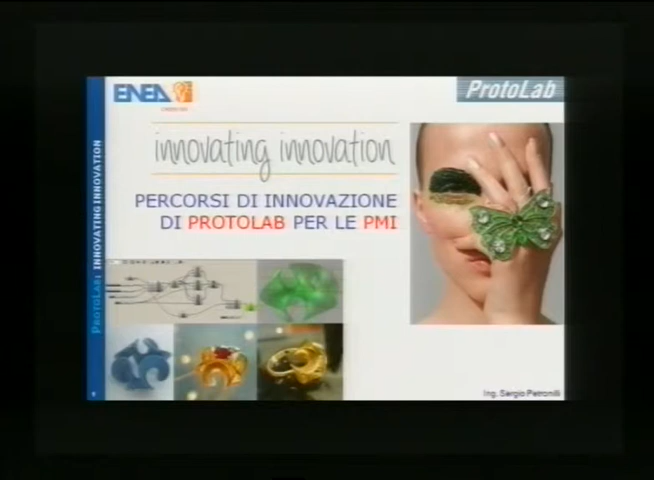 ENEA
ProtoLab
innovating innovation
PERCORSI DI INNOVAZIONE
DI PROTOLAB PER LE PMI
PROTOLAB: INNOVATING INNOVATION
Ing. Sergio Petronilli